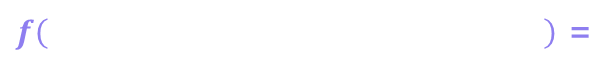 f( ) =